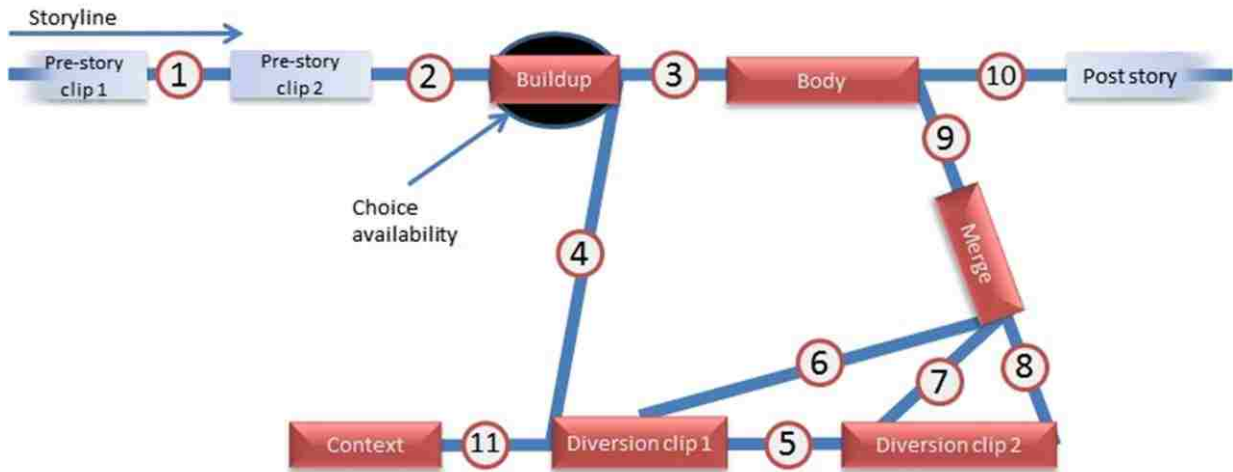 Storyline
Pre-story
clip 1
1
Pre-story
clip 2
2
Buildup
3
Body
10
Post story
9
Choice
availability
4
Merge
6
7
8
Context
11
Diversion clip 1
5
Diversion clip 2